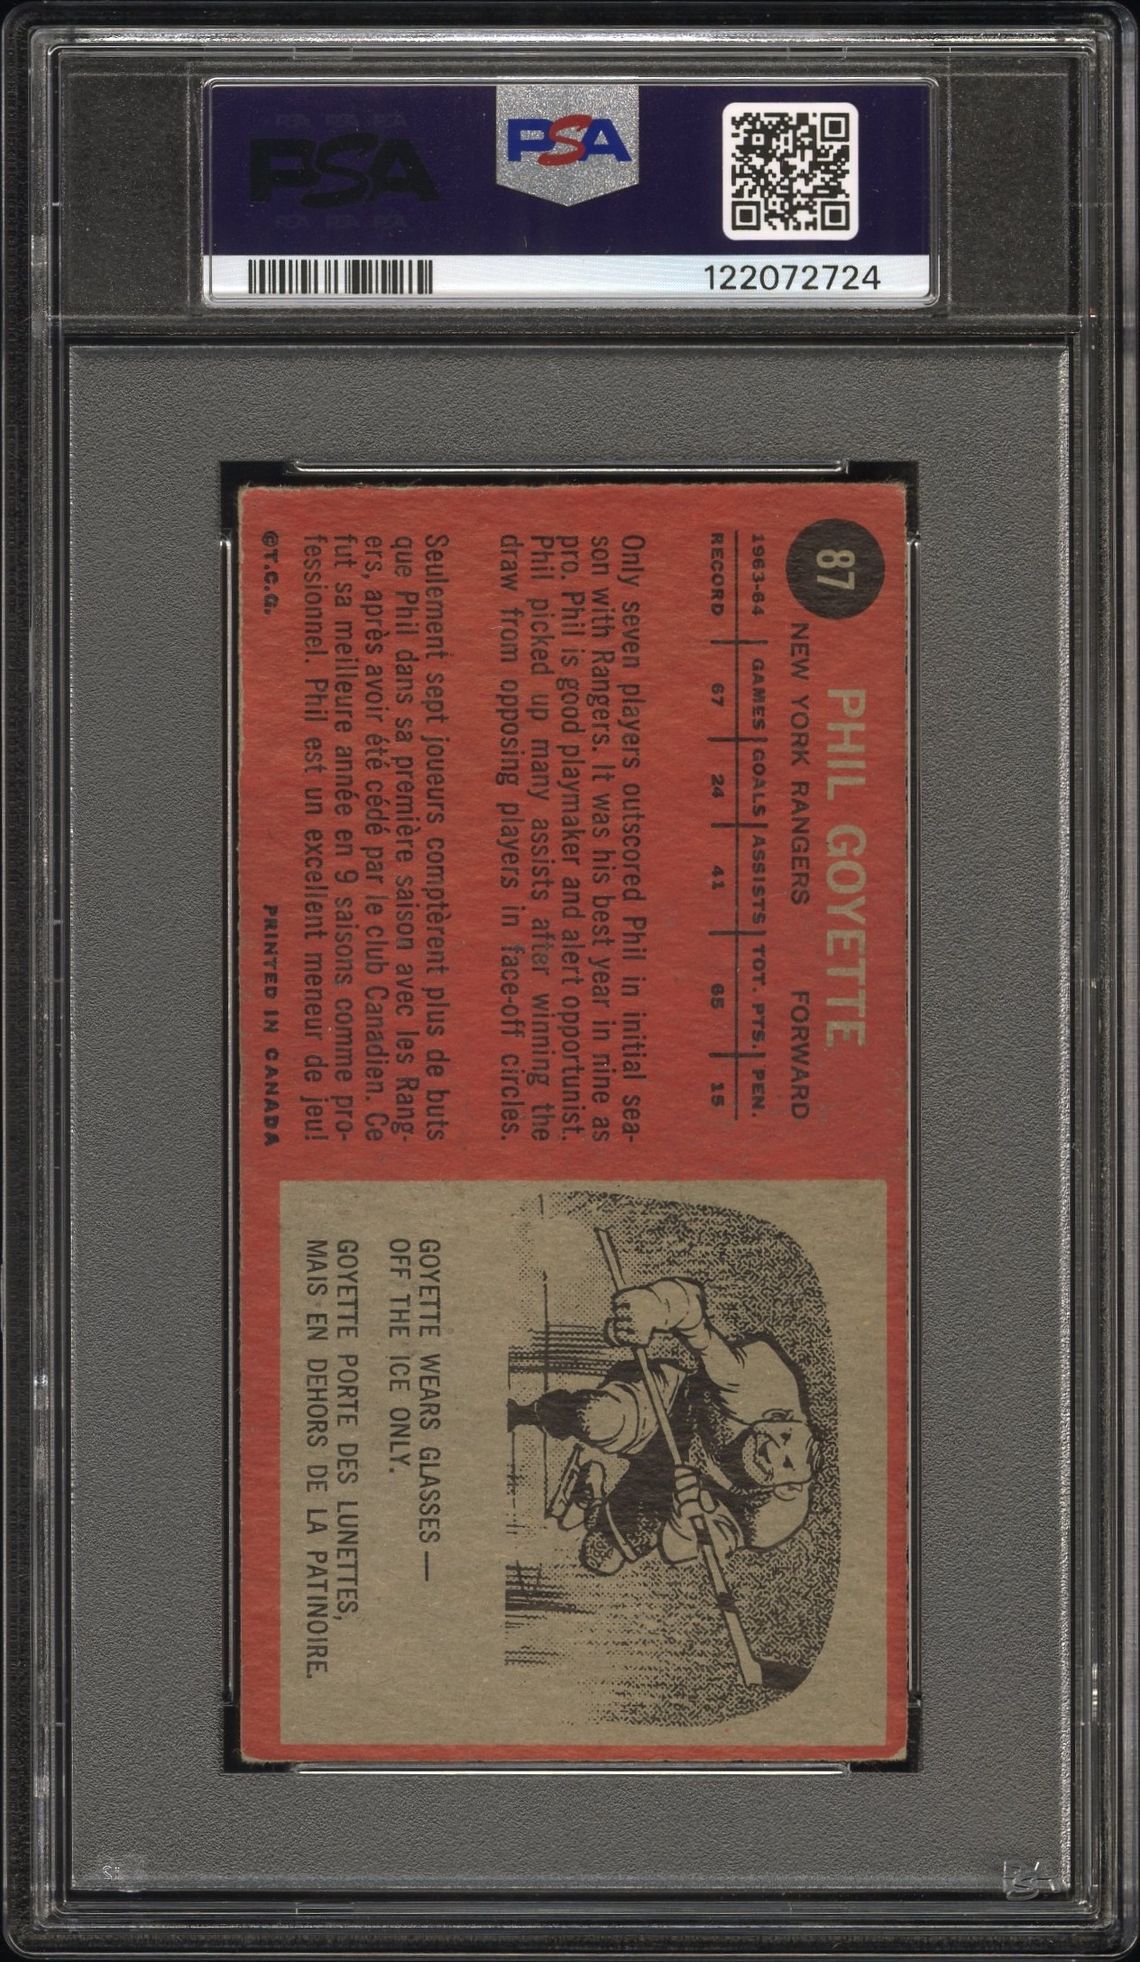 PSA
PSA
122072724
87
PHIL GOYETTE
NEW YORK RANGERS FORWARD
1963-64 GAMES GOALS ASSISTS TOT. PTS. PEN.
RECORD 67 24 41 65 15
Only seven players outscored Phil in initial sea-
son with Rangers. It was his best year in nine as
pro. Phil is good playmaker and alert opportunist.
Phil picked up many assists after winning the
draw from opposing players in face-off circles.
Seulement sept joueurs comptèrent plus de buts
que Phil dans sa première saison avec les Rang-
ers, après avoir été cédé par le club Canadien. Ce
fut sa meilleure année en 9 saisons comme pro-
fessionnel. Phil est un excellent meneur de jeu!
©T.C.G. PRINTED IN CANADA
GOYETTE WEARS GLASSES —
OFF THE ICE ONLY.
GOYETTE PORTE DES LUNETTES,
MAIS EN DEHORS DE LA PATINOIRE.
PSA